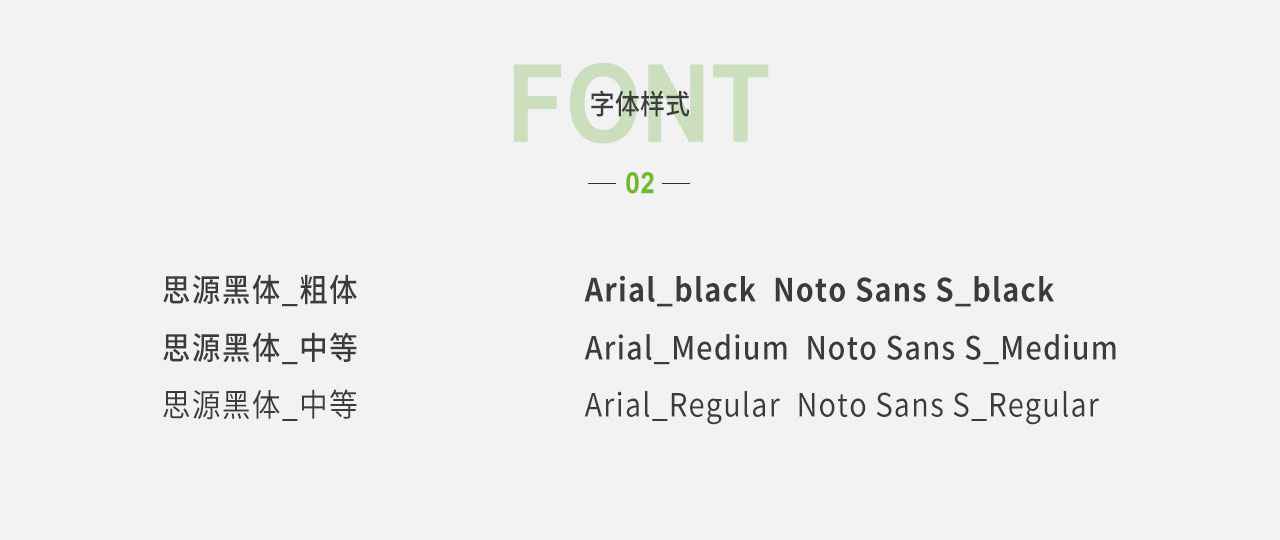 FONT
字体样式
02
思源黑体_粗体
Arial_black Noto Sans S_black
思源黑体_中等
Arial_Medium Noto Sans S_Medium
思源黑体_中等
Arial_Regular Noto Sans S_Regular